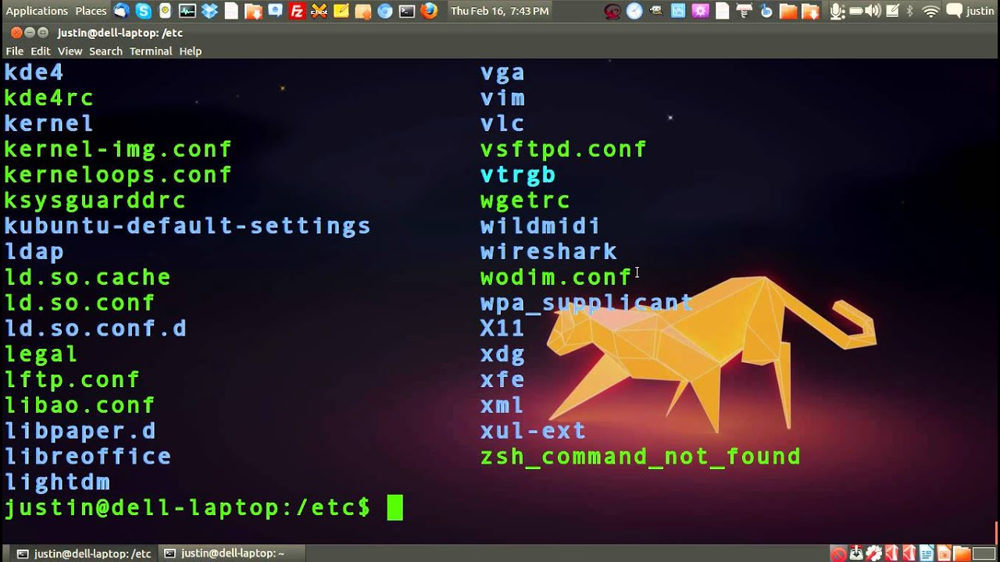 Applications Places Thu Feb 16, 7:43 PM justin
justin@dell-laptop: /etc
File Edit View Search Terminal Help
kde4 vga
kde4rc vim
kernel vlc
kernel-img.conf vsftpd.conf
kerneloops.conf vtrgb
ksysguarddrc wgetrc
kubuntu-default-settings wildmidi
ldap wireshark
ld.so.cache wodim.conf
ld.so.conf wpa_supplicant
ld.so.conf.d X11
legal xdg
lftp.conf xfe
libao.conf xml
libpaper.d xul-ext
libreoffice zsh_command_not_found
lightdm
justin@dell-laptop:/etc$
justin@dell-laptop: /etc justin@dell-laptop: ~